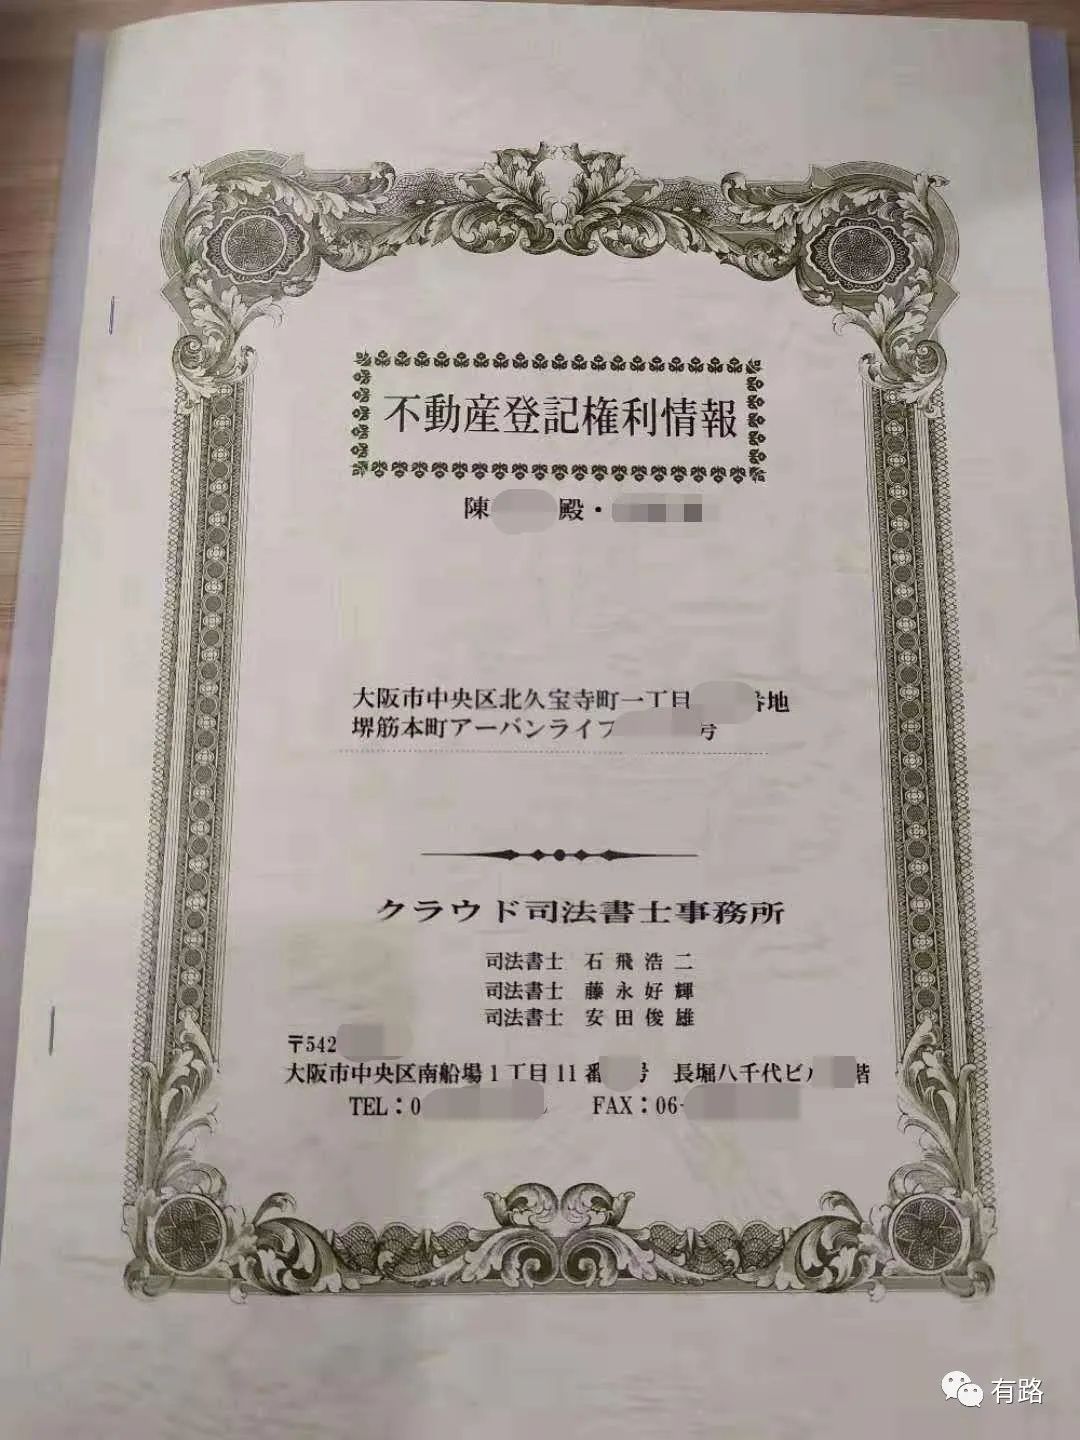 不動産登記権利情報
陳 殿・
大阪市中央区北久宝寺町一丁目 番地
堺筋本町アーバンライフ 号
クラウド司法書士事務所
司法書士 石飛浩二
司法書士 藤永好輝
司法書士 安田俊雄
〒542
大阪市中央区南船場1丁目11番 号 長堀八千代ビル 階
TEL：0 FAX：06-
有路